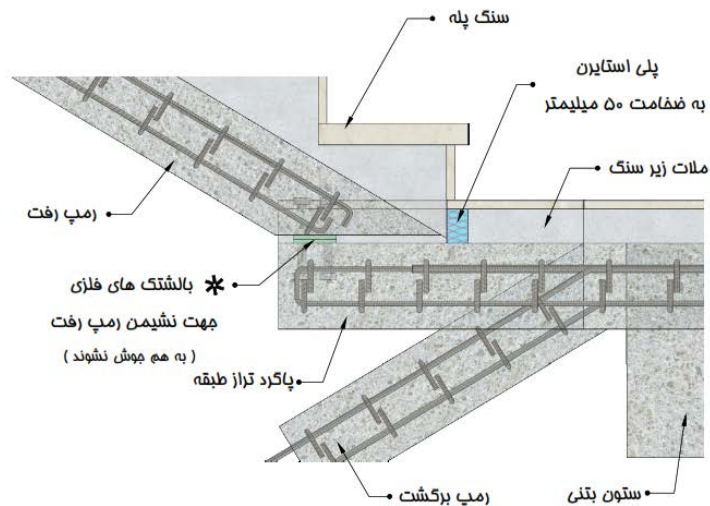 سنگ پله
پلی استایرن
به ضخامت ۵۰ میلیمتر
ملات زیر سنگ
رمپ رفت
* بالشتک های فلزی
جهت نشیمن رمپ رفت
( به هم جوش نشوند )
پاگرد تراز طبقه
رمپ برگشت
ستون بتنی